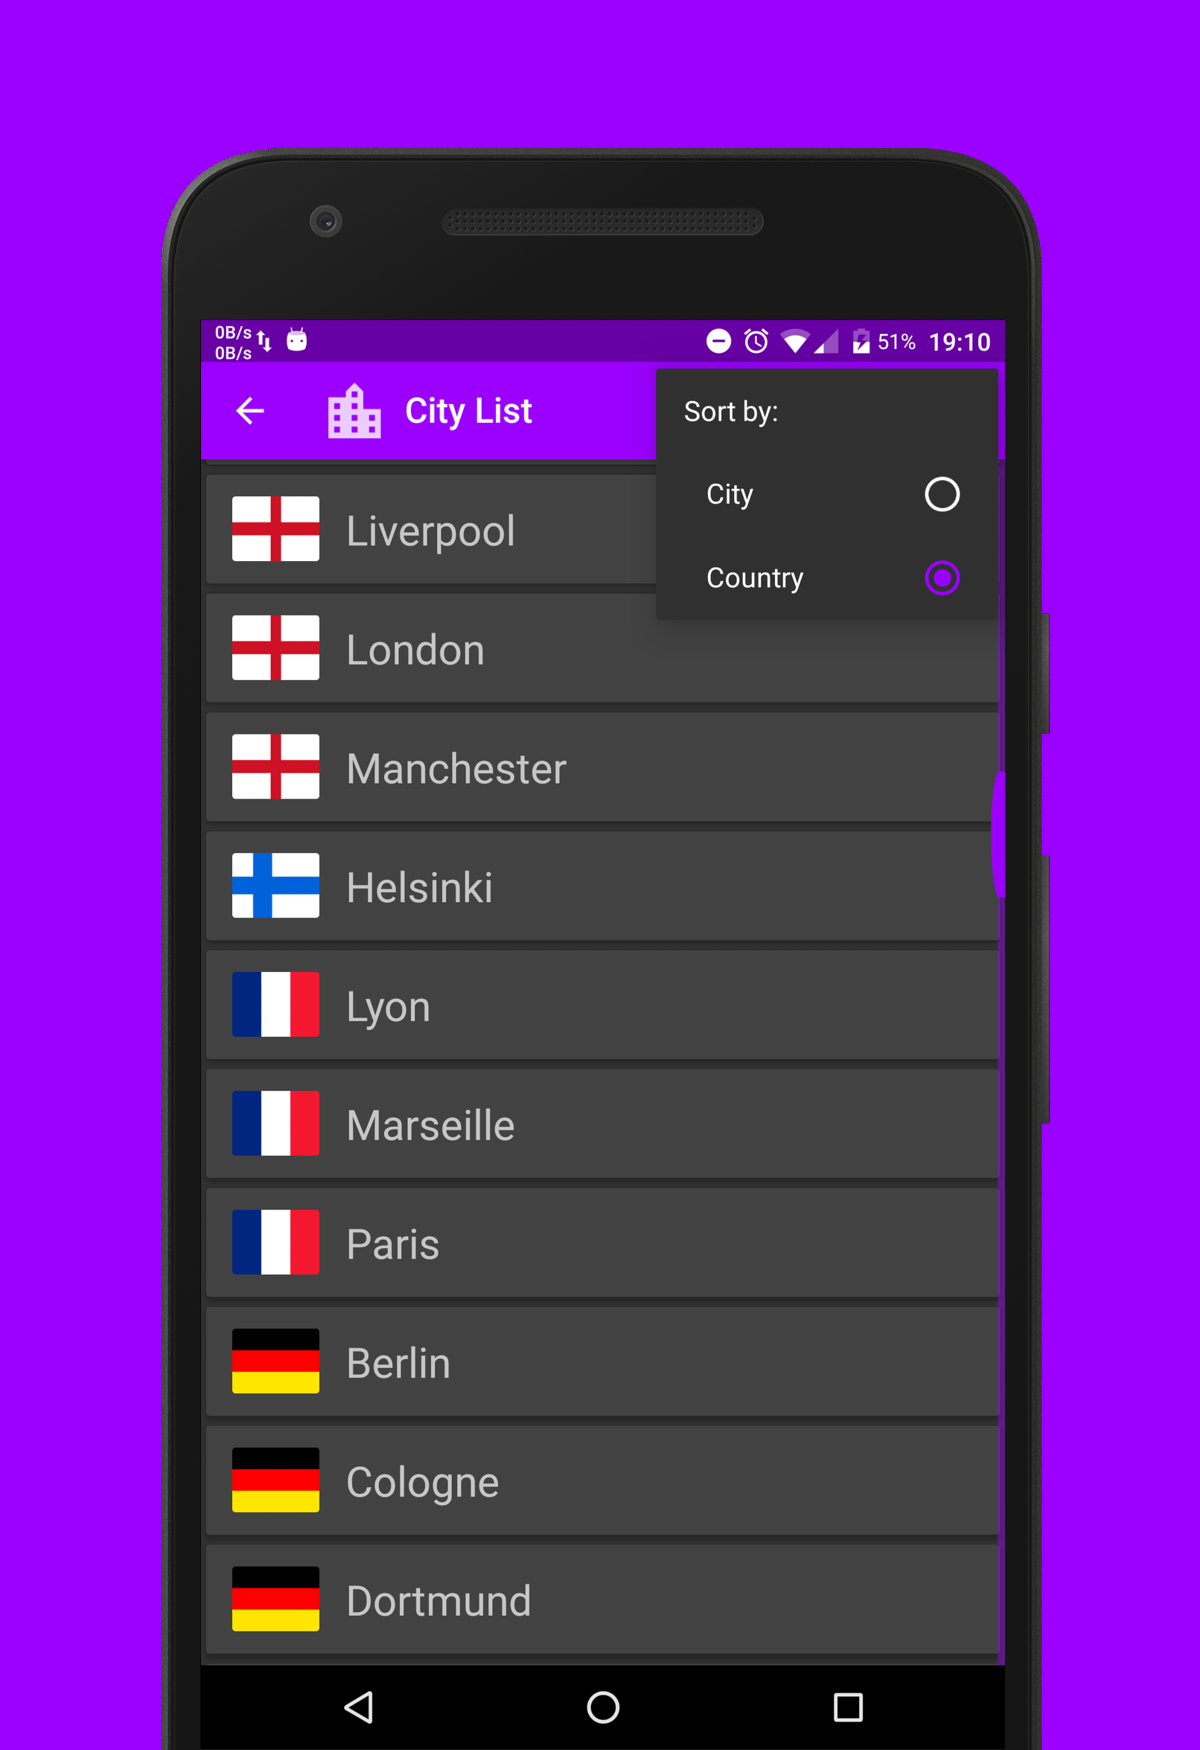 0B/s
0B/s
51% 19:10
City List
Sort by:
City
Country
Liverpool
London
Manchester
Helsinki
Lyon
Marseille
Paris
Berlin
Cologne
Dortmund